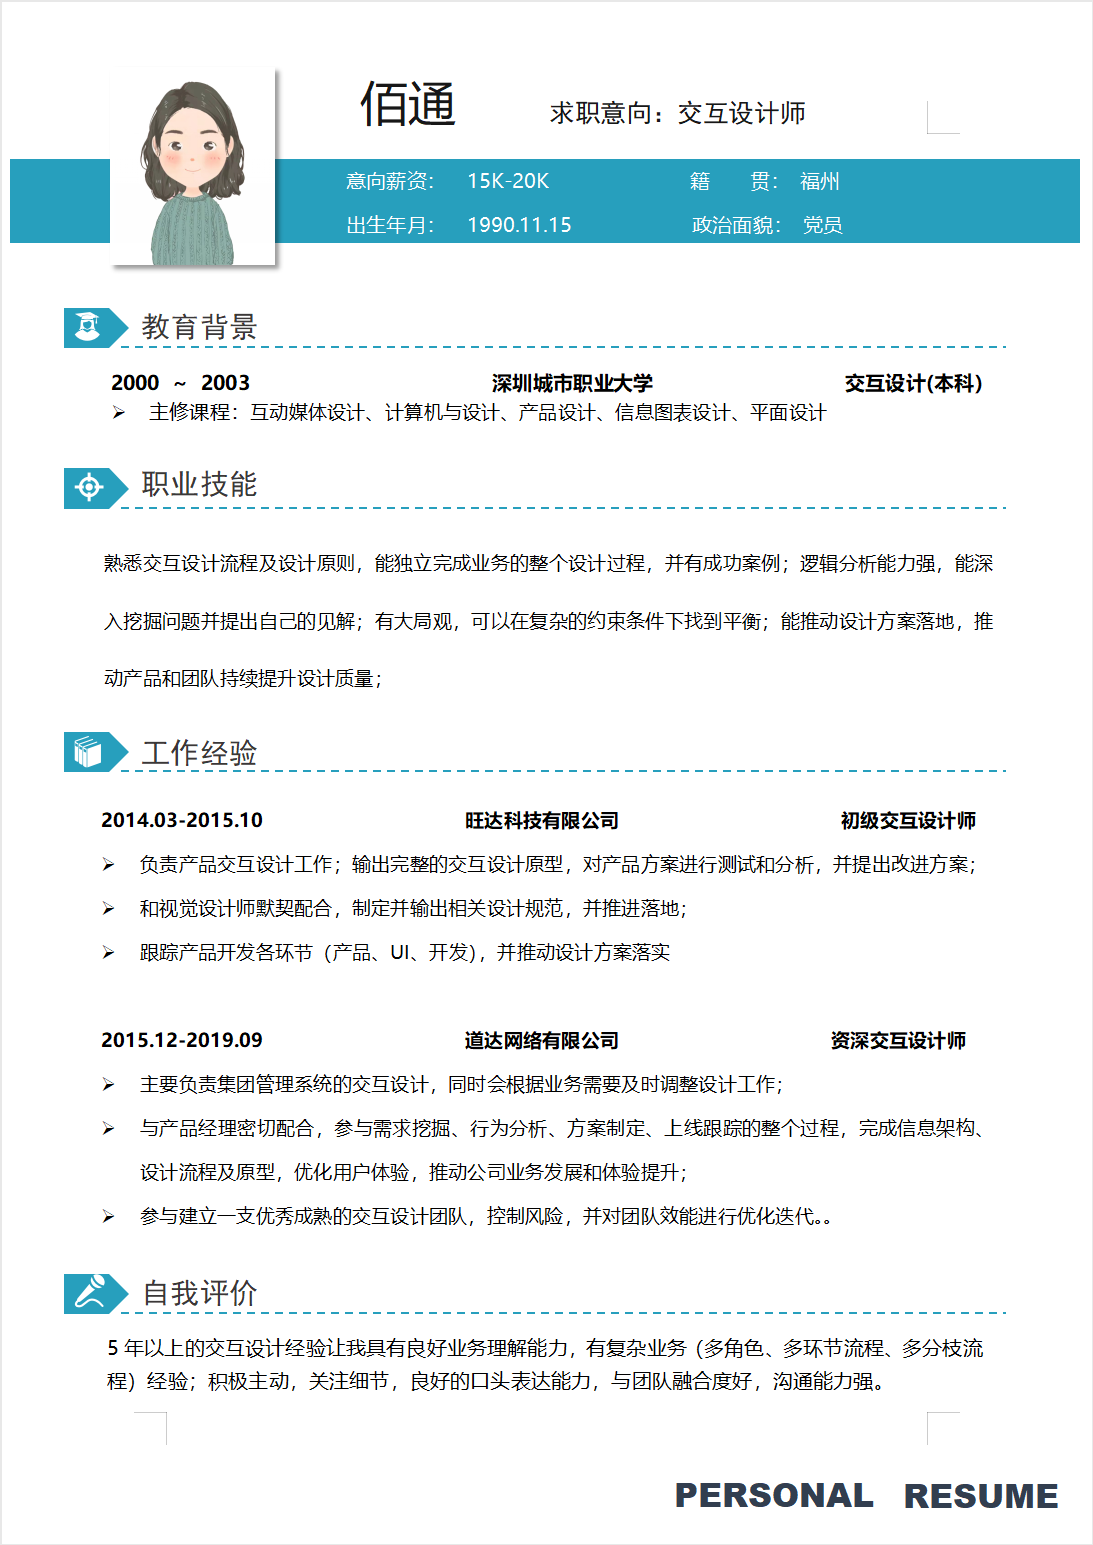 佰通 求职意向：交互设计师
意向薪资： 15K-20K 籍 贯： 福州
出生年月： 1990.11.15 政治面貌： 党员
教育背景
2000 ~ 2003 深圳城市职业大学 交互设计(本科)
主修课程：互动媒体设计、计算机与设计、产品设计、信息图表设计、平面设计
职业技能
熟悉交互设计流程及设计原则，能独立完成业务的整个设计过程，并有成功案例；逻辑分析能力强，能深
入挖掘问题并提出自己的见解；有大局观，可以在复杂的约束条件下找到平衡；能推动设计方案落地，推
动产品和团队持续提升设计质量；
工作经验
2014.03-2015.10 旺达科技有限公司 初级交互设计师
负责产品交互设计工作；输出完整的交互设计原型，对产品方案进行测试和分析，并提出改进方案；
和视觉设计师默契配合，制定并输出相关设计规范，并推进落地；
跟踪产品开发各环节（产品、UI、开发），并推动设计方案落实
2015.12-2019.09 道达网络有限公司 资深交互设计师
主要负责集团管理系统的交互设计，同时会根据业务需要及时调整设计工作；
与产品经理密切配合，参与需求挖掘、行为分析、方案制定、上线跟踪的整个过程，完成信息架构、
设计流程及原型，优化用户体验，推动公司业务发展和体验提升；
参与建立一支优秀成熟的交互设计团队，控制风险，并对团队效能进行优化迭代。。
自我评价
5 年以上的交互设计经验让我具有良好业务理解能力，有复杂业务（多角色、多环节流程、多分枝流
程）经验；积极主动，关注细节，良好的口头表达能力，与团队融合度好，沟通能力强。
PERSONAL RESUME